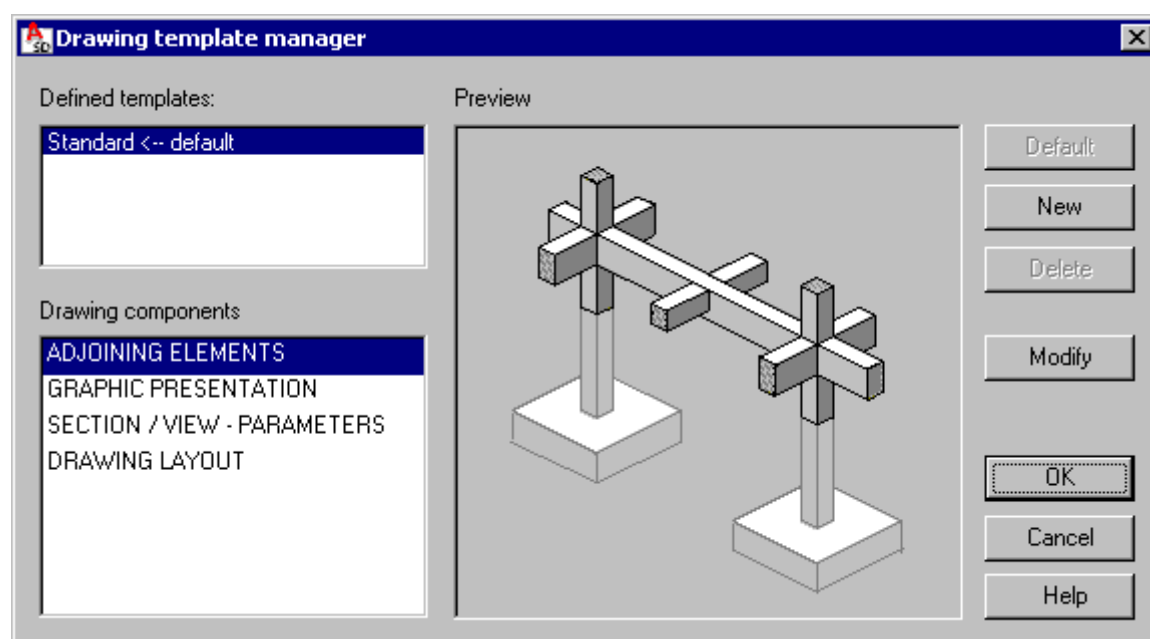 Drawing template manager
Defined templates:
Standard <-- default
Drawing components
ADJOINING ELEMENTS
GRAPHIC PRESENTATION
SECTION / VIEW - PARAMETERS
DRAWING LAYOUT
Preview
Default
New
Delete
Modify
OK
Cancel
Help